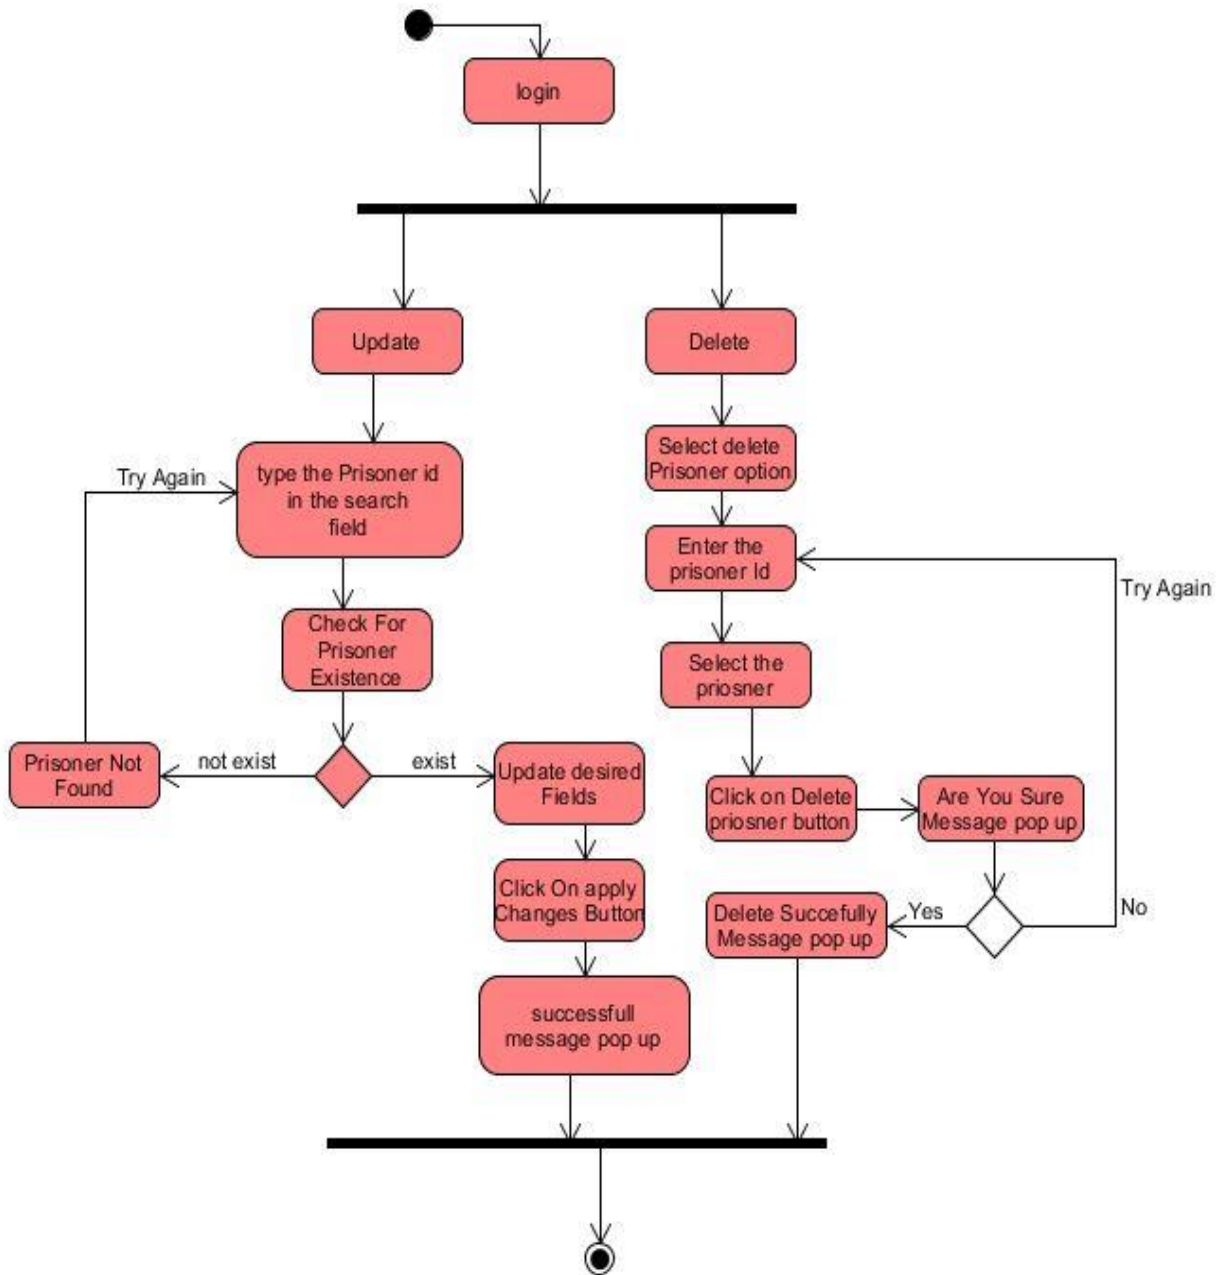 login
Update
Delete
type the Prisoner id
in the search
field
Try Again
Check For
Prisoner
Existence
not exist
exist
Prisoner Not
Found
Update desired
Fields
Click On apply
Changes Button
successfull
message pop up
Select delete
Prisoner option
Enter the
prisoner Id
Try Again
Select the
priosner
Click on Delete
priosner button
Are You Sure
Message pop up
Yes
No
Delete Succefully
Message pop up